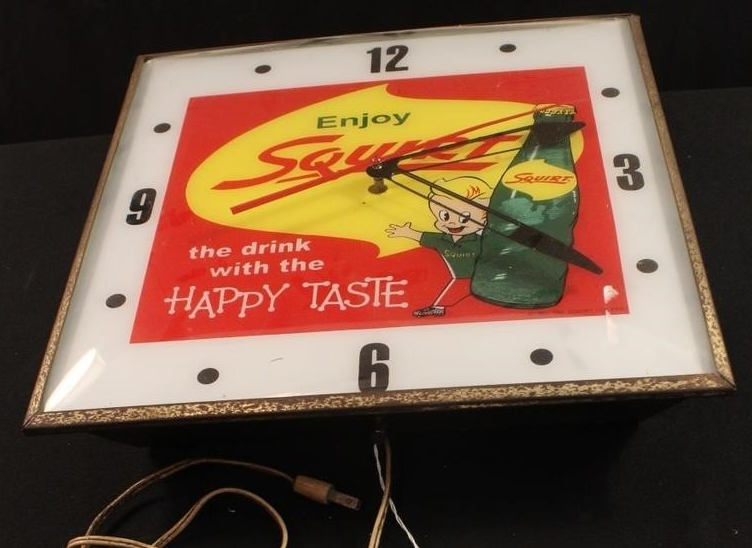 12
Enjoy
SQUIRT
SQUIRT
3
9
SQUIRT
the drink
with the
HAPPY TASTE
6